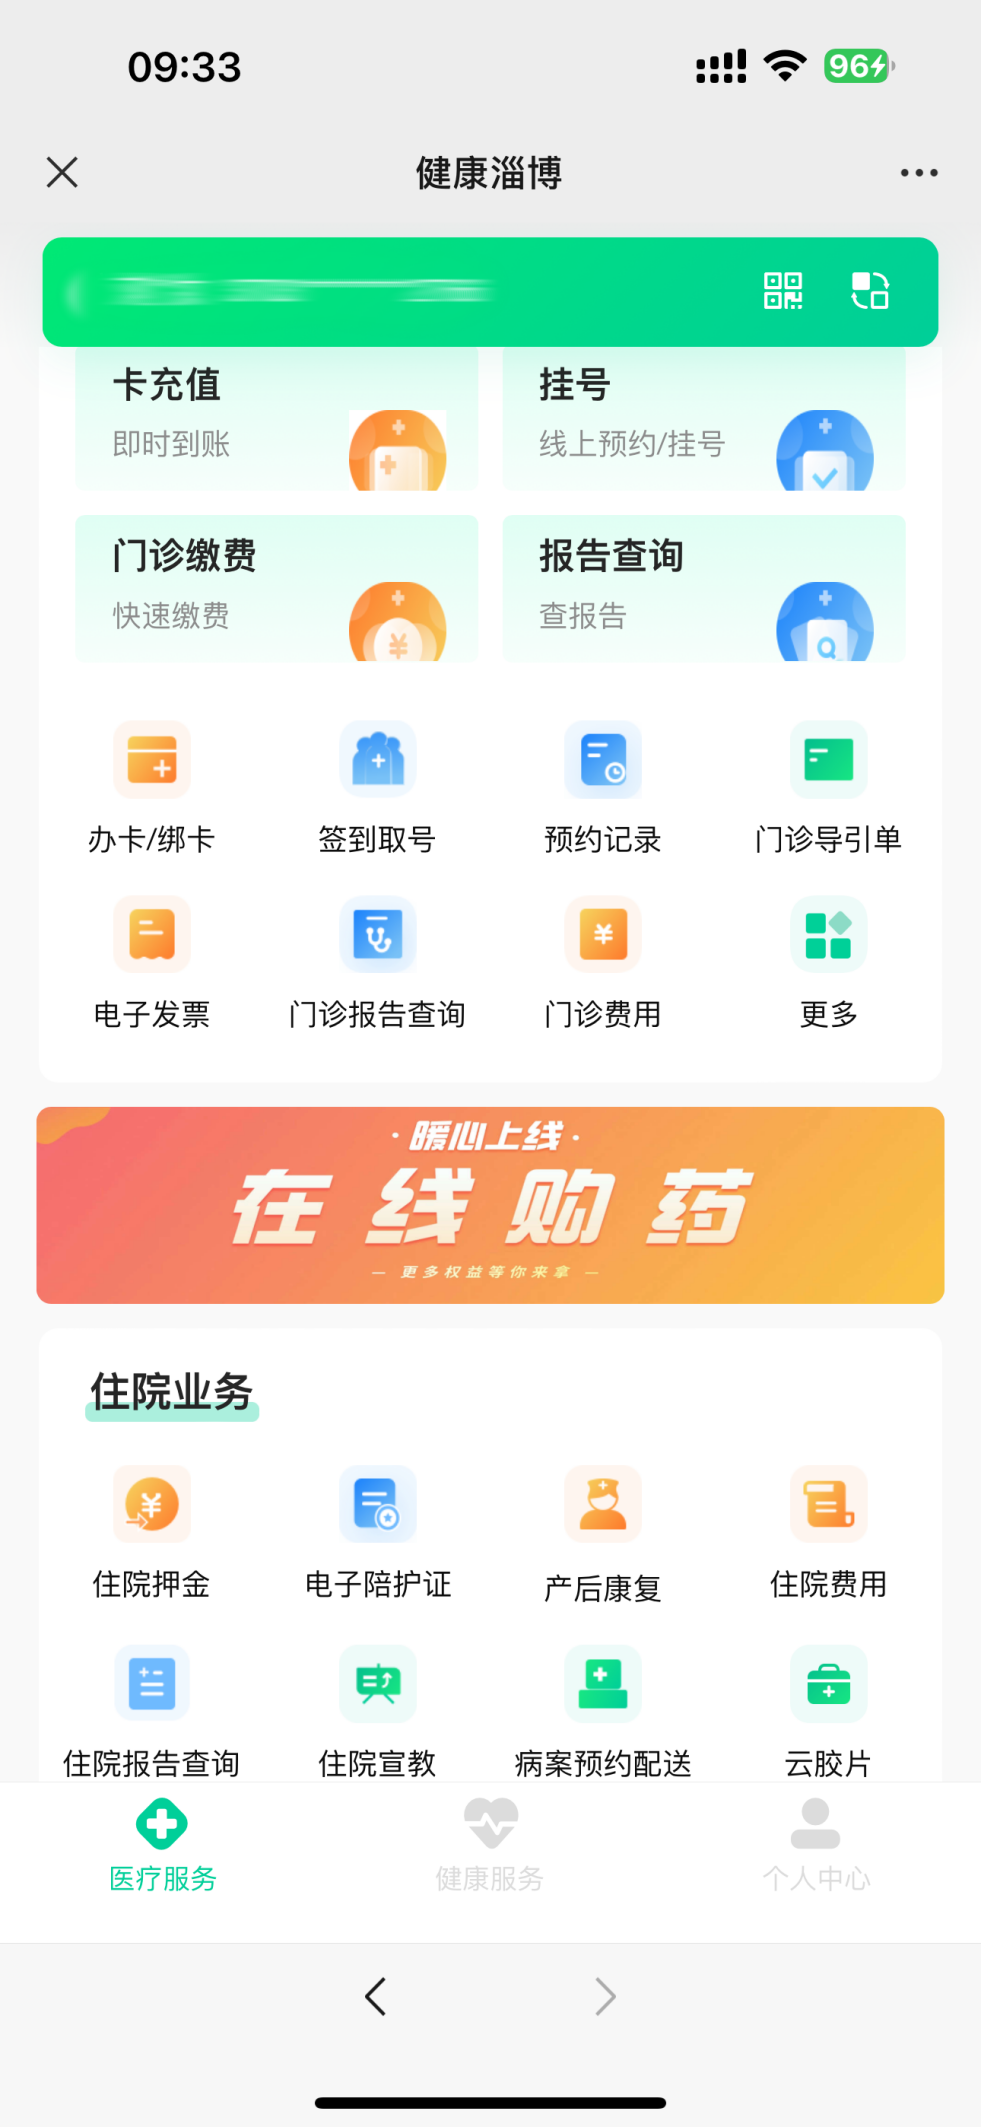 09:33
96
健康淄博
卡充值
挂号
即时到账
线上预约/挂号
门诊缴费
报告查询
快速缴费
查报告
办卡/绑卡
签到取号
预约记录
门诊导引单
电子发票
门诊报告查询
门诊费用
更多
·暖心上线·
在线购药
— 更多权益等你来拿 —
住院业务
住院押金
电子陪护证
产后康复
住院费用
住院报告查询
住院宣教
病案预约配送
云胶片
医疗服务
健康服务
个人中心